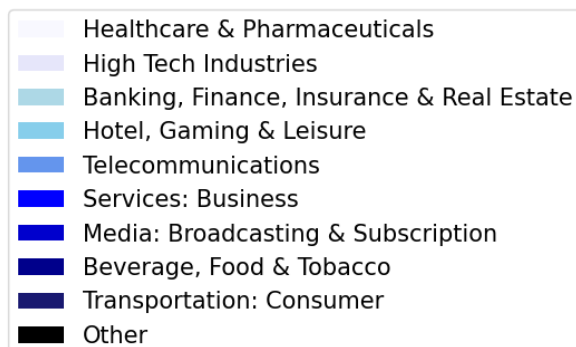 Healthcare & Pharmaceuticals
High Tech Industries
Banking, Finance, Insurance & Real Estate
Hotel, Gaming & Leisure
Telecommunications
Services: Business
Media: Broadcasting & Subscription
Beverage, Food & Tobacco
Transportation: Consumer
Other